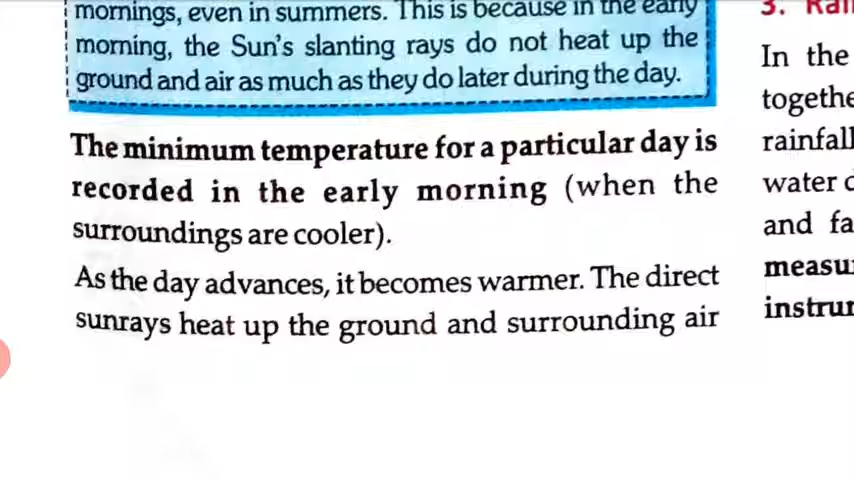 mornings, even in summers. This is because in the early
morning, the Sun's slanting rays do not heat up the
ground and air as much as they do later during the day.
The minimum temperature for a particular day is
recorded in the early morning (when the
surroundings are cooler).
As the day advances, it becomes warmer. The direct
sunrays heat up the ground and surrounding air
3.
In the
rainfall
water
and